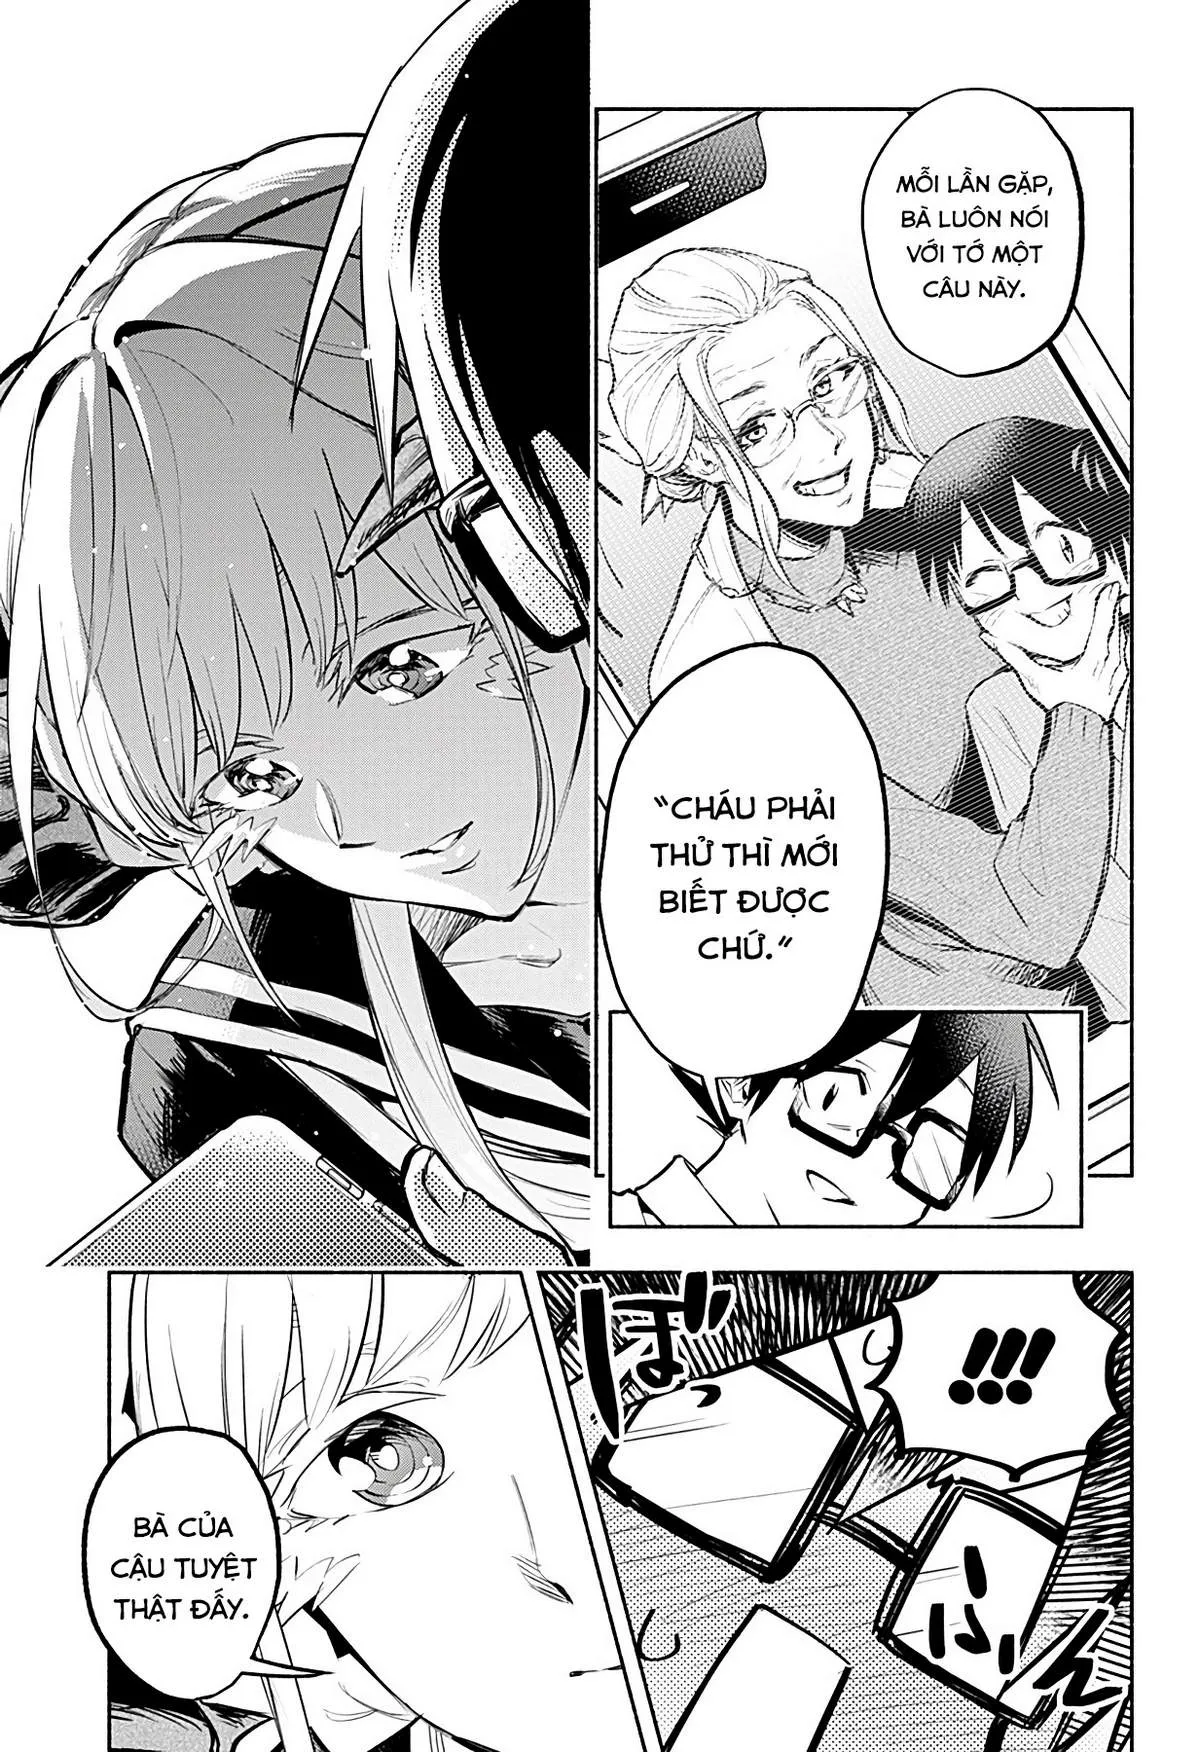 MỖI LẦN GẶP,
BÀ LUÔN NÓI
VỚI TỚ MỘT
CÂU NÀY.
"CHÁU PHẢI
THỬ THÌ MỚI
BIẾT ĐƯỢC
CHỨ."
!!!
ぼっ
ふん
BÀ CỦA
CẬU TUYỆT
THẬT ĐẤY.